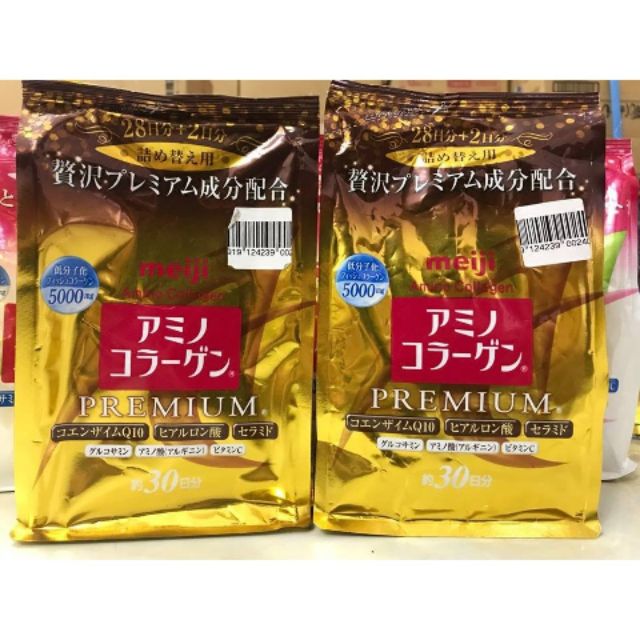 28日分+2日分
詰め替え用
贅沢プレミアム成分配合
019 124239 002
meiji
Amino Collagen
低分子化
フィッシュコラーゲン
5000mg
アミノ
コラーゲン®
PREMIUM®
コエンザイムQ10 ヒアルロン酸 セラミド
グルコサミン アミノ酸(アルギニン) ビタミンC
約30日分
28日分+2日分
詰め替え用
贅沢プレミアム成分配合
9 124239 00240
meiji
Amino Collagen
低分子化
フィッシュコラーゲン
5000mg
アミノ
コラーゲン®
PREMIUM®
コエンザイムQ10 ヒアルロン酸 セラミド
グルコサミン アミノ酸(アルギニン) ビタミンC
約30日分